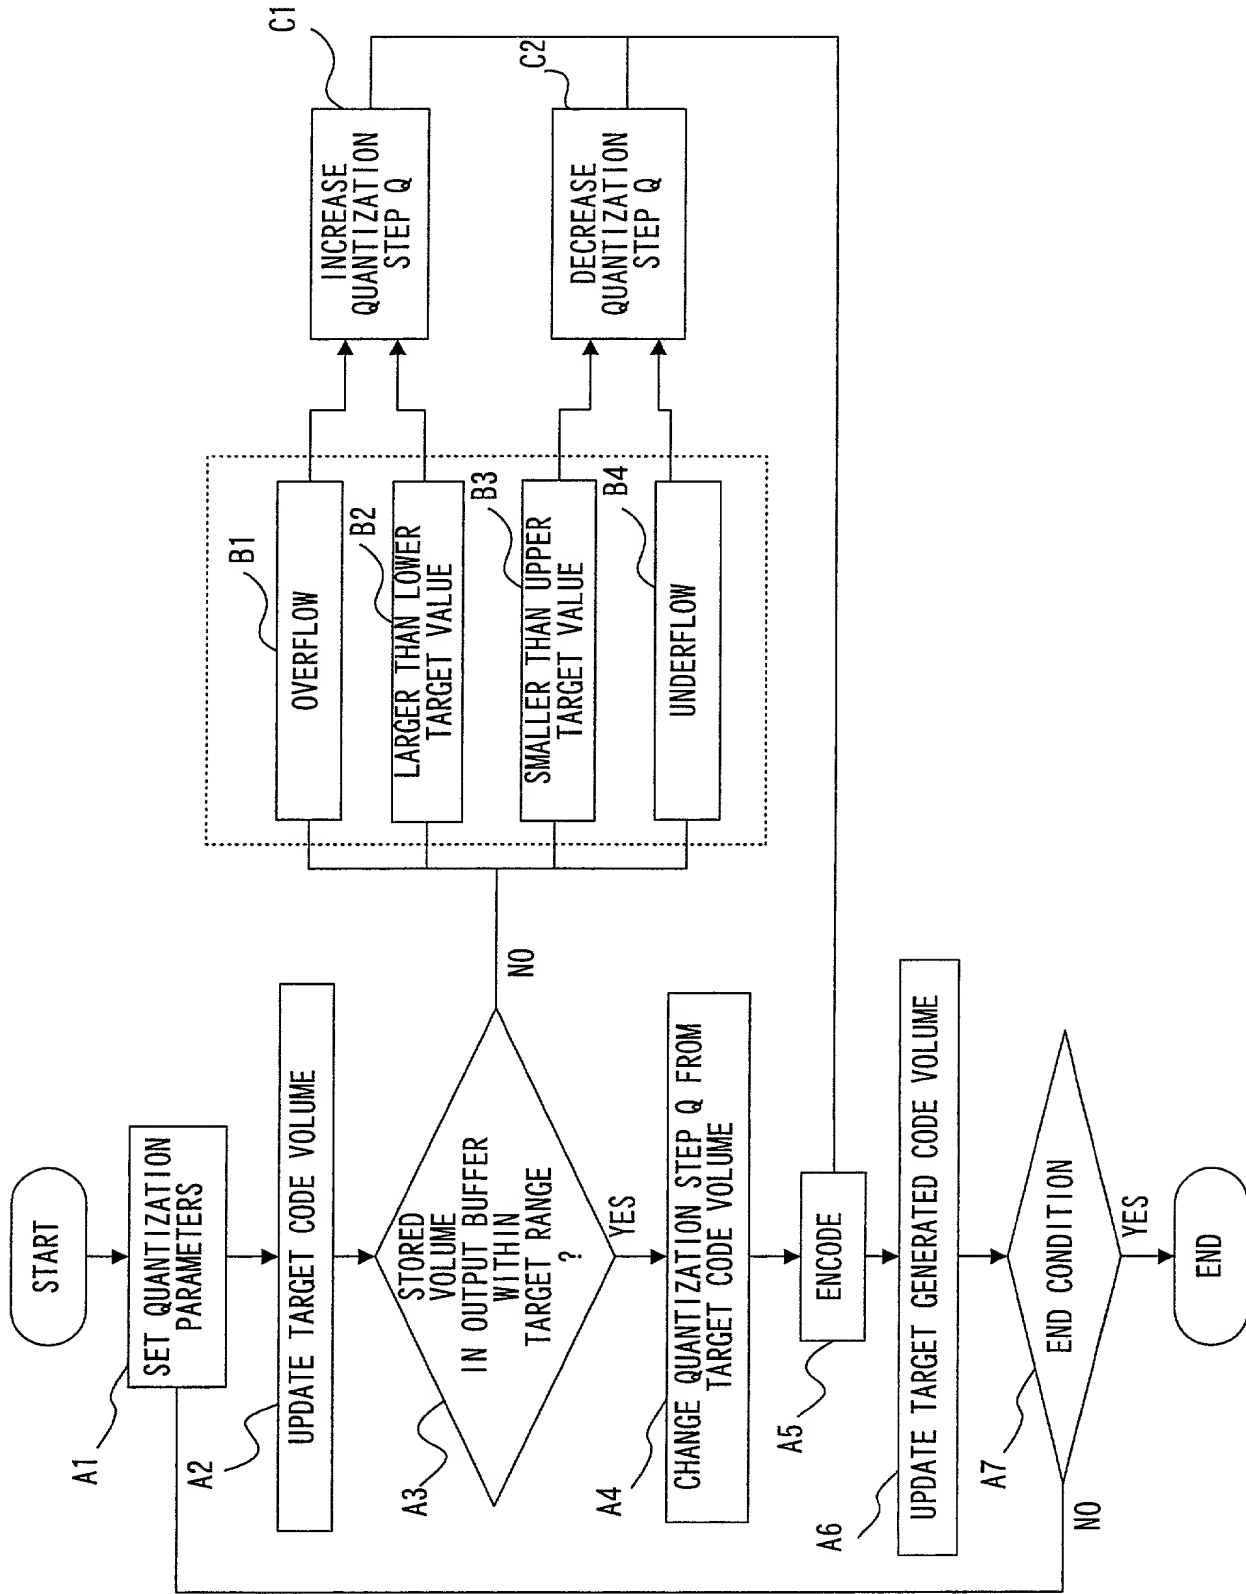 START
A1
SET QUANTIZATION
PARAMETERS
A2
UPDATE TARGET CODE VOLUME
A3
STORED
VOLUME
IN OUTPUT BUFFER
WITHIN
TARGET RANGE
?
NO
YES
B1
OVERFLOW
B2
LARGER THAN LOWER
TARGET VALUE
B3
SMALLER THAN UPPER
TARGET VALUE
B4
UNDERFLOW
C1
INCREASE
QUANTIZATION
STEP Q
C2
DECREASE
QUANTIZATION
STEP Q
A4
CHANGE QUANTIZATION STEP Q FROM
TARGET CODE VOLUME
A5
ENCODE
A6
UPDATE TARGET GENERATED CODE VOLUME
A7
END CONDITION
NO
YES
END